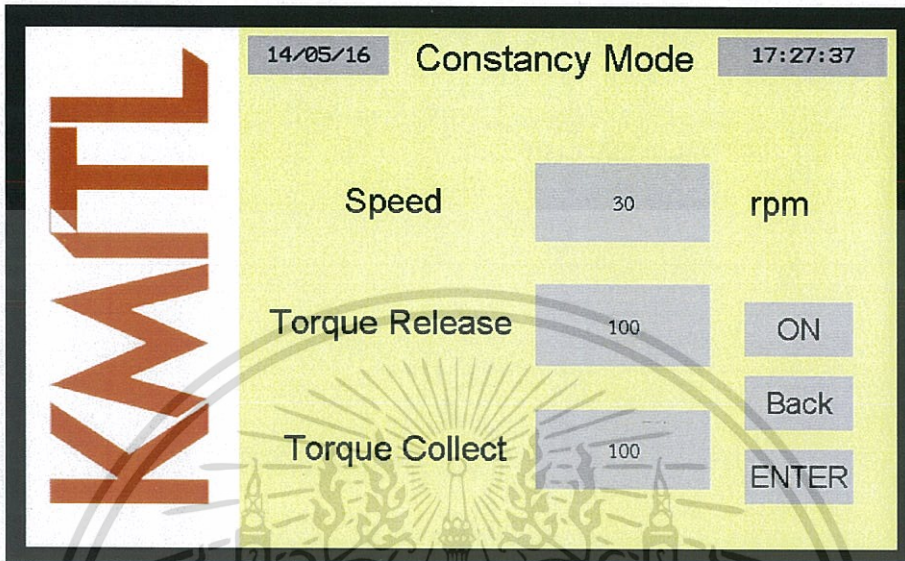 KMITL
14/05/16 Constancy Mode 17:27:37
Speed 30 rpm
Torque Release 100 ON
Back
Torque Collect 100
ENTER